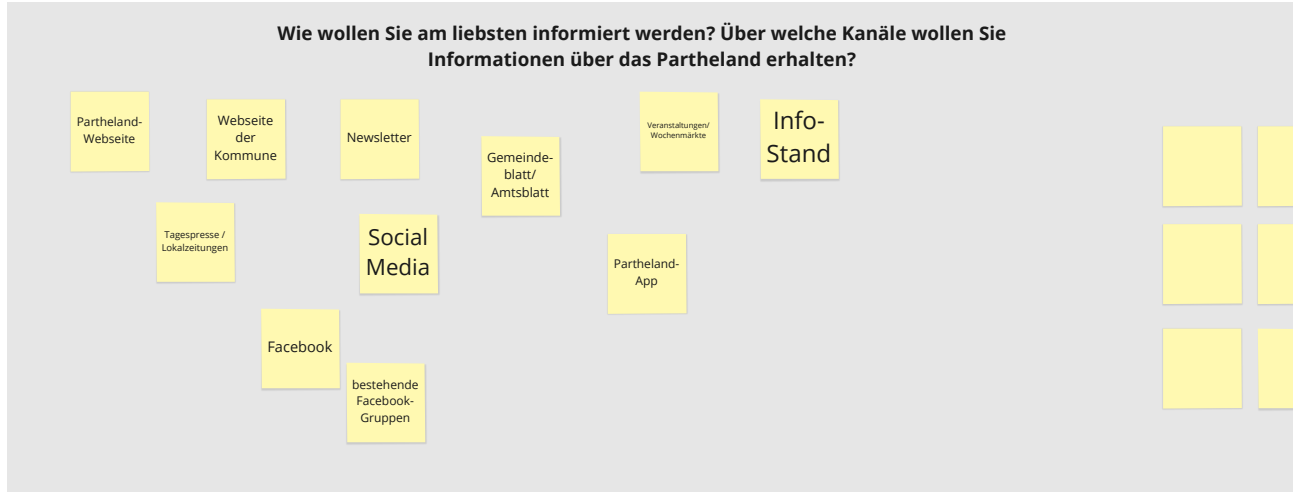 Wie wollen Sie am liebsten informiert werden? Über welche Kanäle wollen Sie
Informationen über das Partheland erhalten?
Partheland-
Webseite
Webseite
der
Kommune
Newsletter
Gemeinde-
blatt/
Amtsblatt
Veranstaltungen/
Wochenmärkte
Info-
Stand
Tagespresse /
Lokalzeitungen
Social
Media
Partheland-
App
Facebook
bestehende
Facebook-
Gruppen